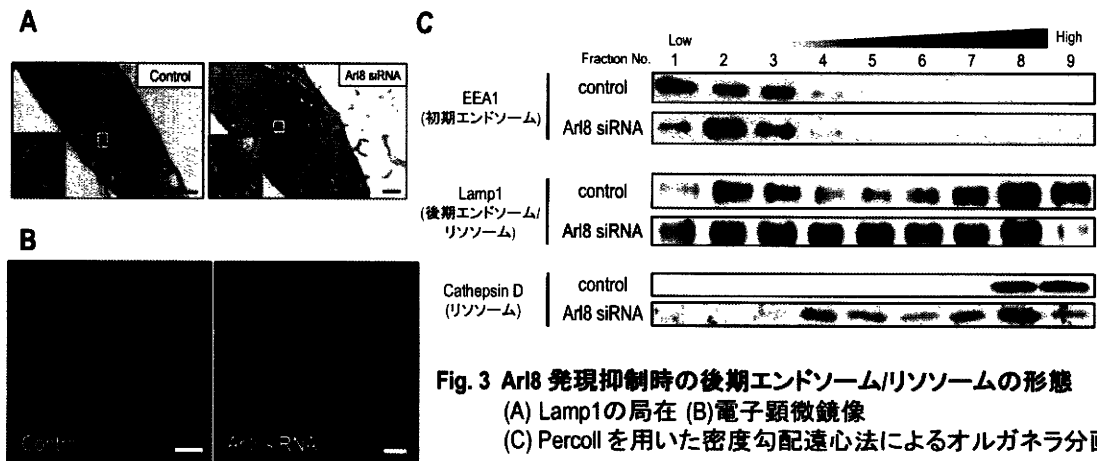 A
Control
Arl8 siRNA
B
Control
Arl8 siRNA
C
Low
High
Fraction No. 1 2 3 4 5 6 7 8 9
EEA1
(初期エンドソーム)
control
Arl8 siRNA
Lamp1
(後期エンドソーム/
リソソーム)
control
Arl8 siRNA
Cathepsin D
(リソソーム)
control
Arl8 siRNA
Fig. 3 Arl8 発現抑制時の後期エンドソーム/リソソームの形態
(A) Lamp1の局在 (B)電子顕微鏡像
(C) Percoll を用いた密度勾配遠心法によるオルガネラ分画